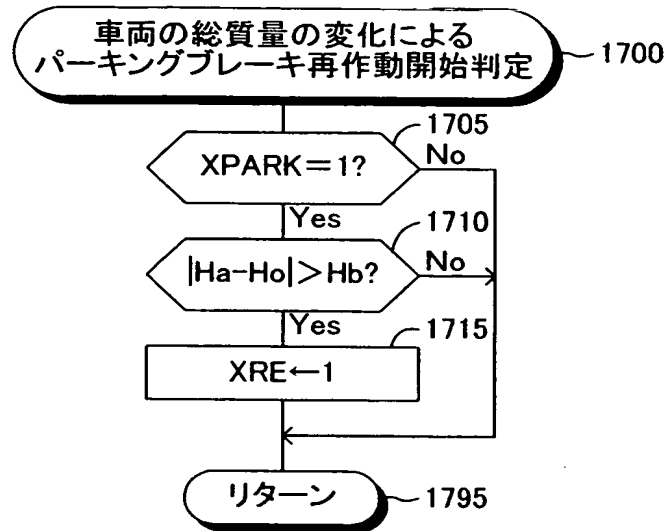 車両の総質量の変化による
パーキングブレーキ再作動開始判定
1700
1705
XPARK=1?
No
Yes
1710
|Ha-Ho|>Hb?
No
Yes
1715
XRE←1
リターン
1795